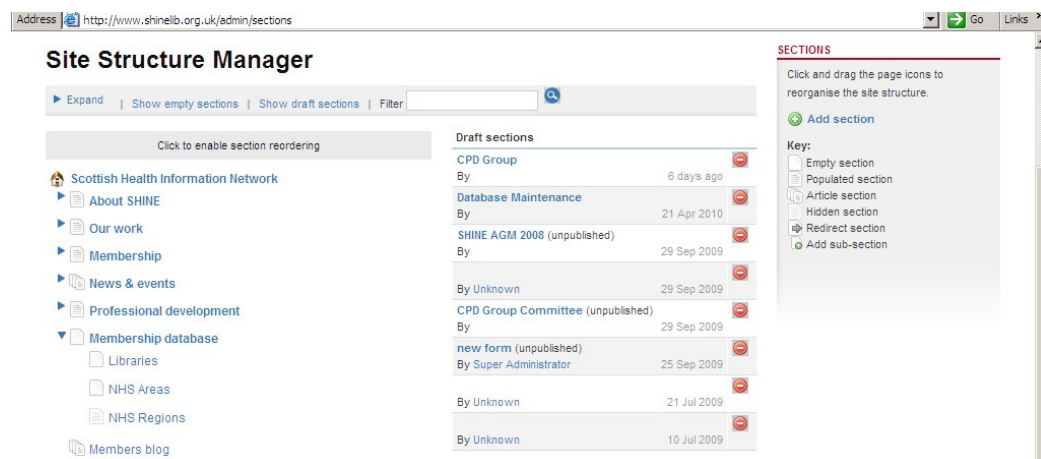 Address http://www.shinelib.org.uk/admin/sections Go Links
Site Structure Manager
Expand | Show empty sections | Show draft sections | Filter
Click to enable section reordering
Scottish Health Information Network
About SHINE
Our work
Membership
News & events
Professional development
Membership database
Libraries
NHS Areas
NHS Regions
Members blog
Draft sections
CPD Group
By 6 days ago
Database Maintenance
By 21 Apr 2010
SHINE AGM 2008 (unpublished)
By 29 Sep 2009
By Unknown 29 Sep 2009
CPD Group Committee (unpublished)
By 29 Sep 2009
new form (unpublished)
By Super Administrator 25 Sep 2009
By Unknown 21 Jul 2009
By Unknown 10 Jul 2009
SECTIONS
Click and drag the page icons to
reorganise the site structure.
Add section
Key:
Empty section
Populated section
Article section
Hidden section
Redirect section
Add sub-section